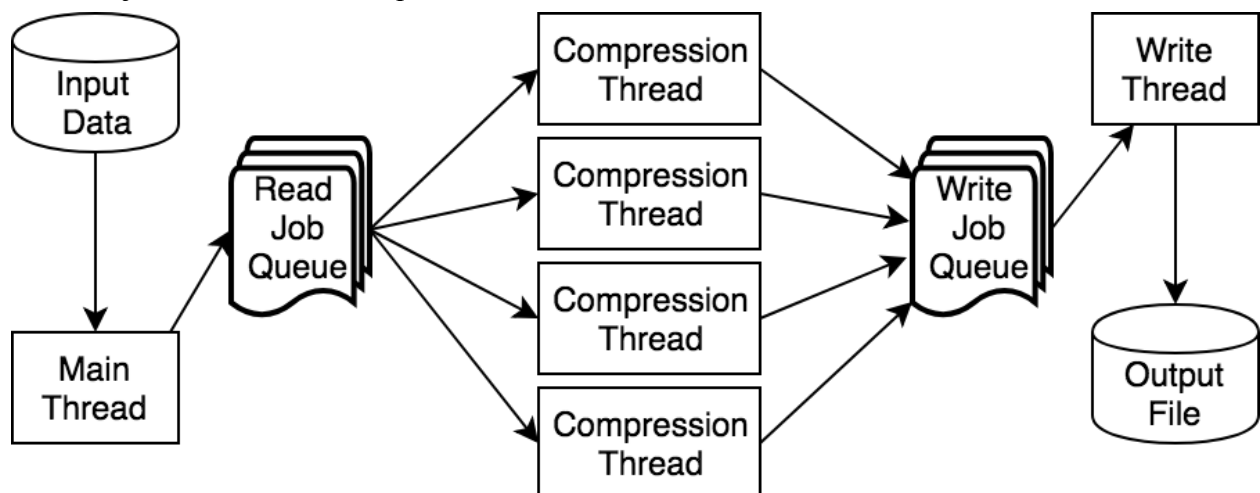 Input
Data
Main
Thread
Read
Job
Queue
Compression
Thread
Compression
Thread
Compression
Thread
Compression
Thread
Write
Job
Queue
Write
Thread
Output
File